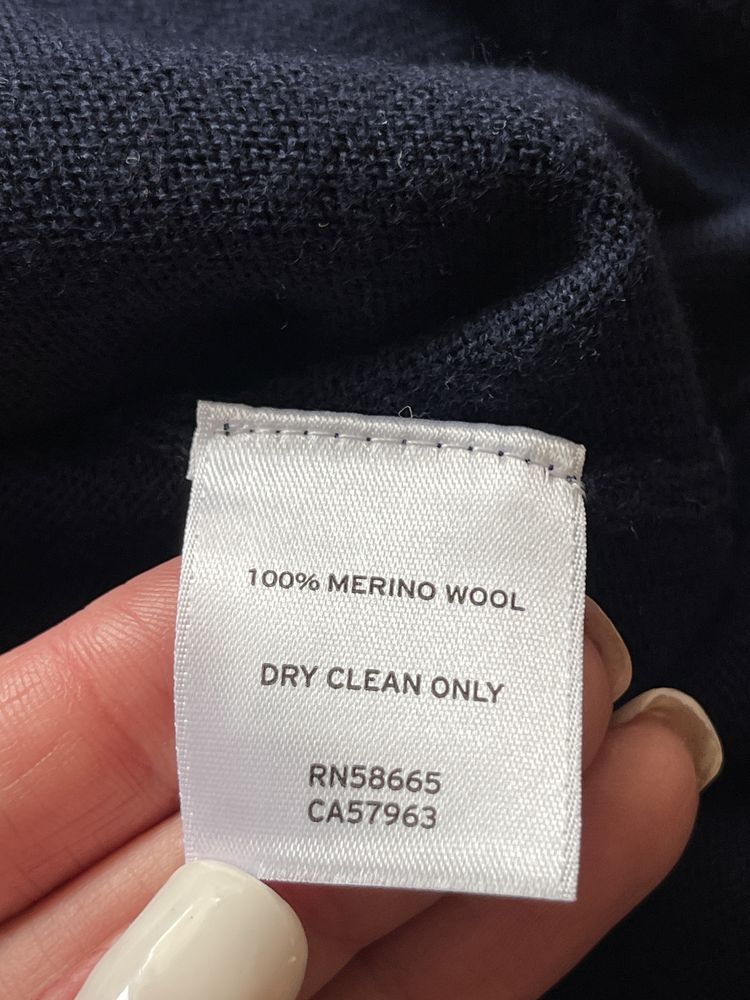 100% MERINO WOOL
DRY CLEAN ONLY
RN58665
CA57963